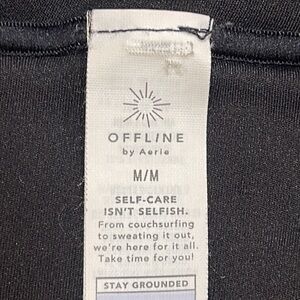 OFFLINE
by Aerie
M/M
SELF-CARE
ISN'T SELFISH.
From couchsurfing
to sweating it out,
we're here for it all.
Take time for you!
STAY GROUNDED